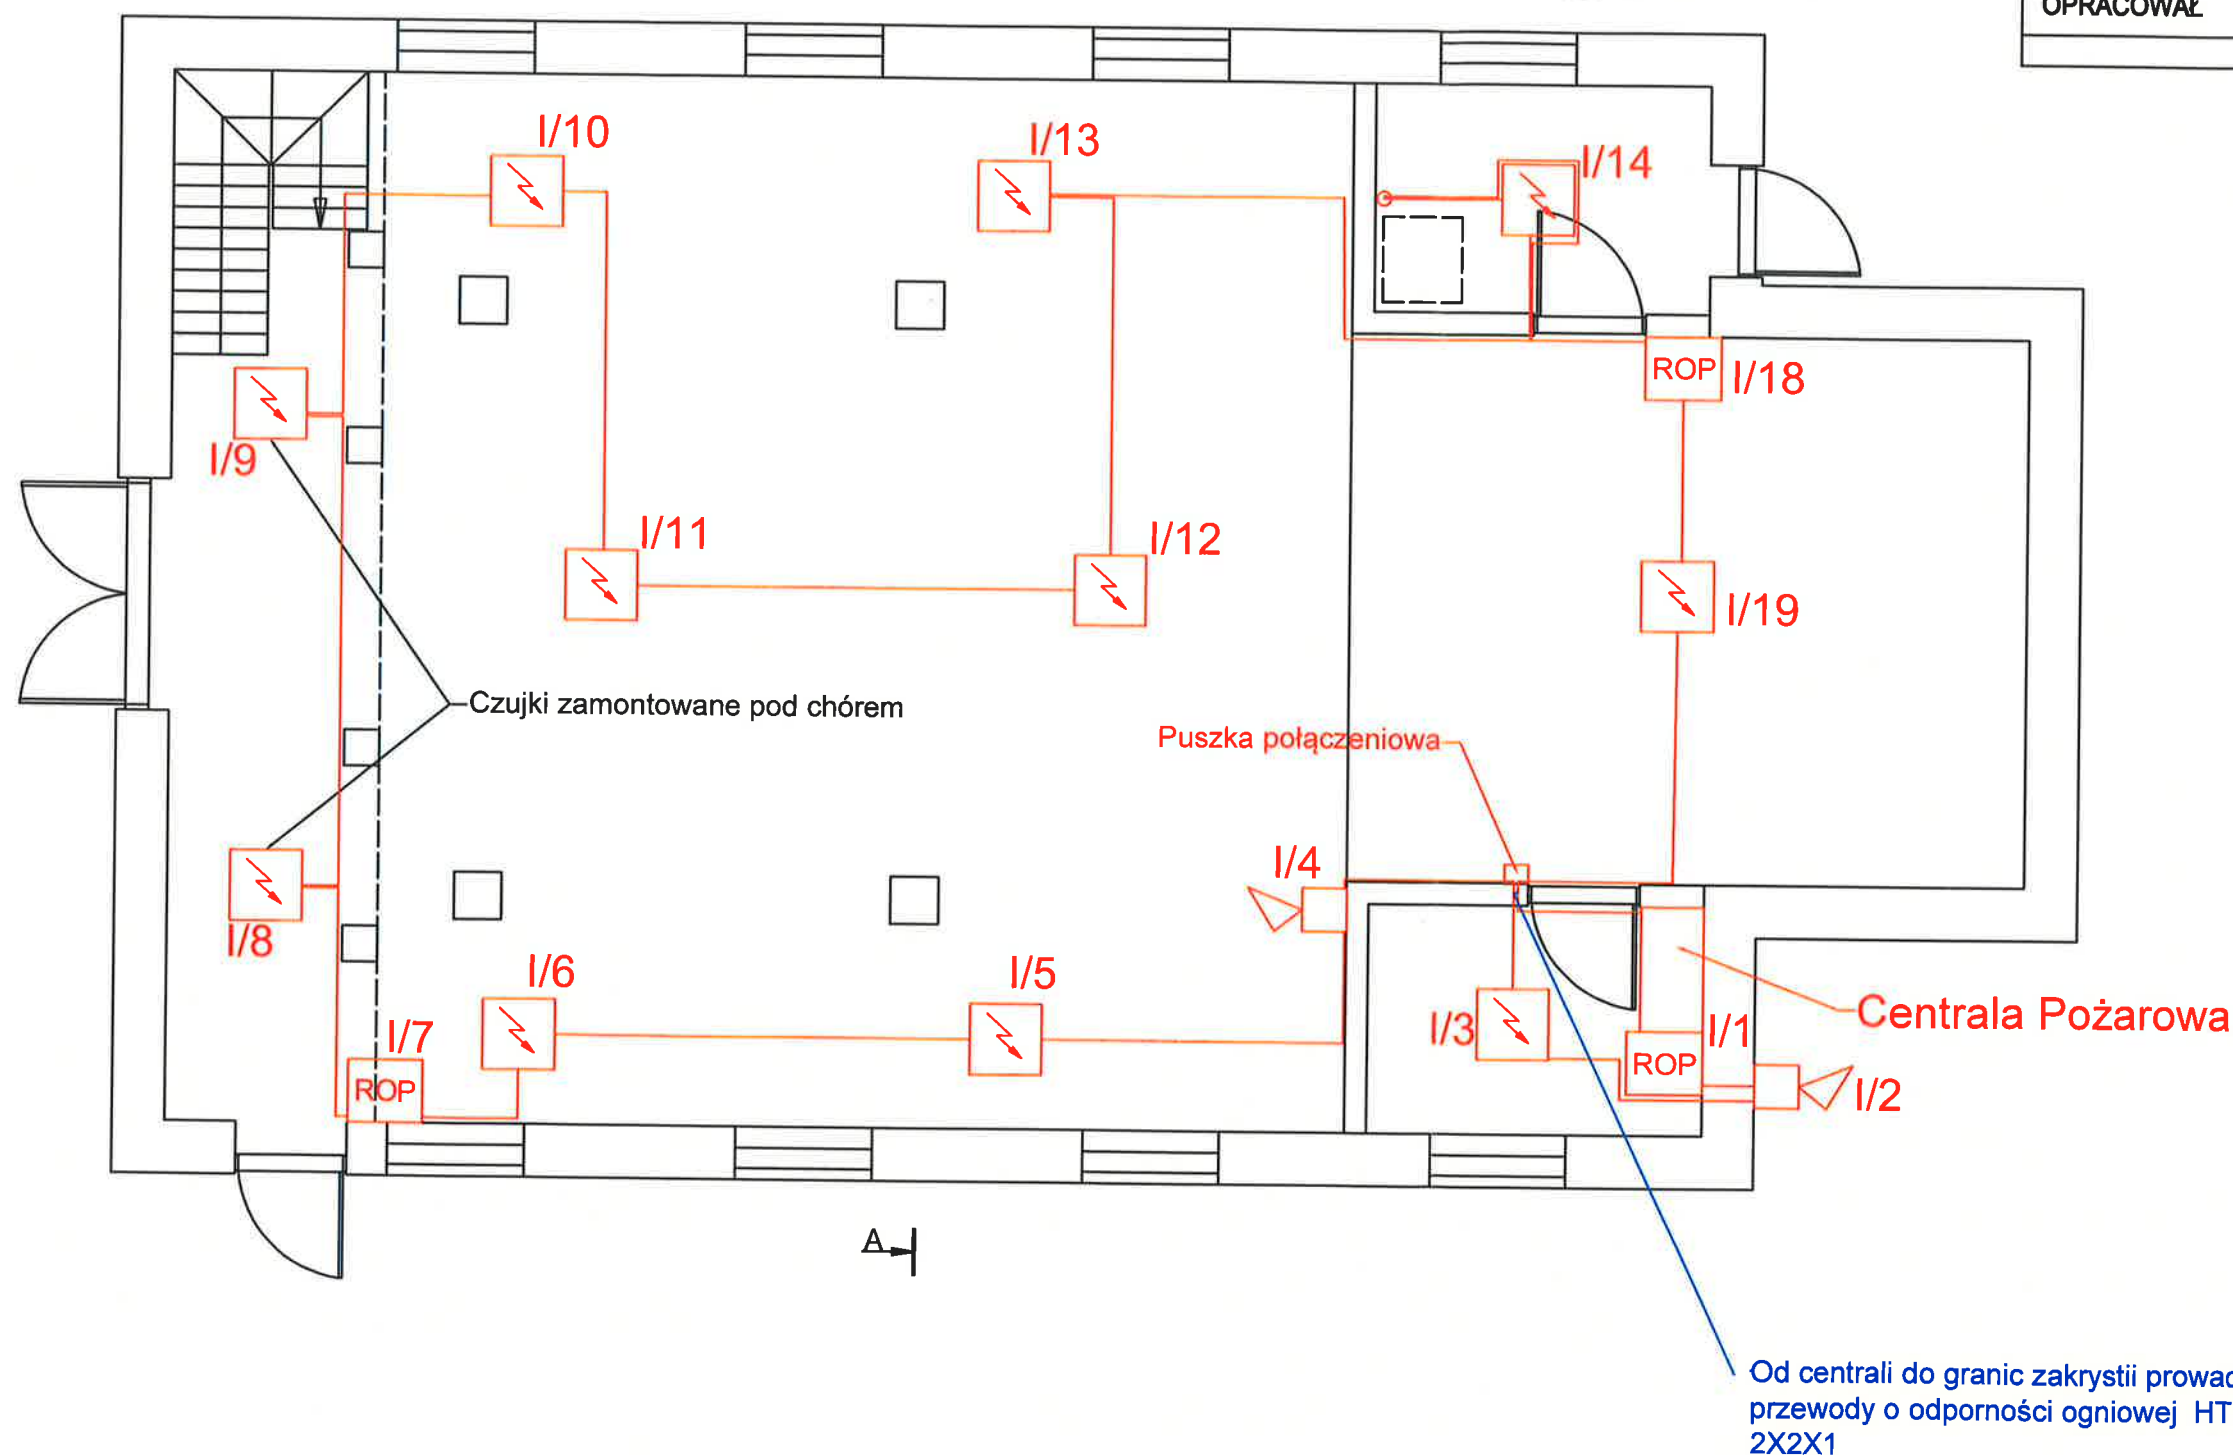 OPRACOWAŁ
I/10
I/13
I/14
ROP I/18
I/9
I/11
I/12
I/19
Czujki zamontowane pod chórem
Puszka połączeniowa
I/4
I/8
I/6
I/5
Centrala Pożarowa
I/7
ROP
I/3
I/1
ROP
I/2
A
Od centrali do granic zakrystii
przewody o odporności ogniowej HT
2X2X1